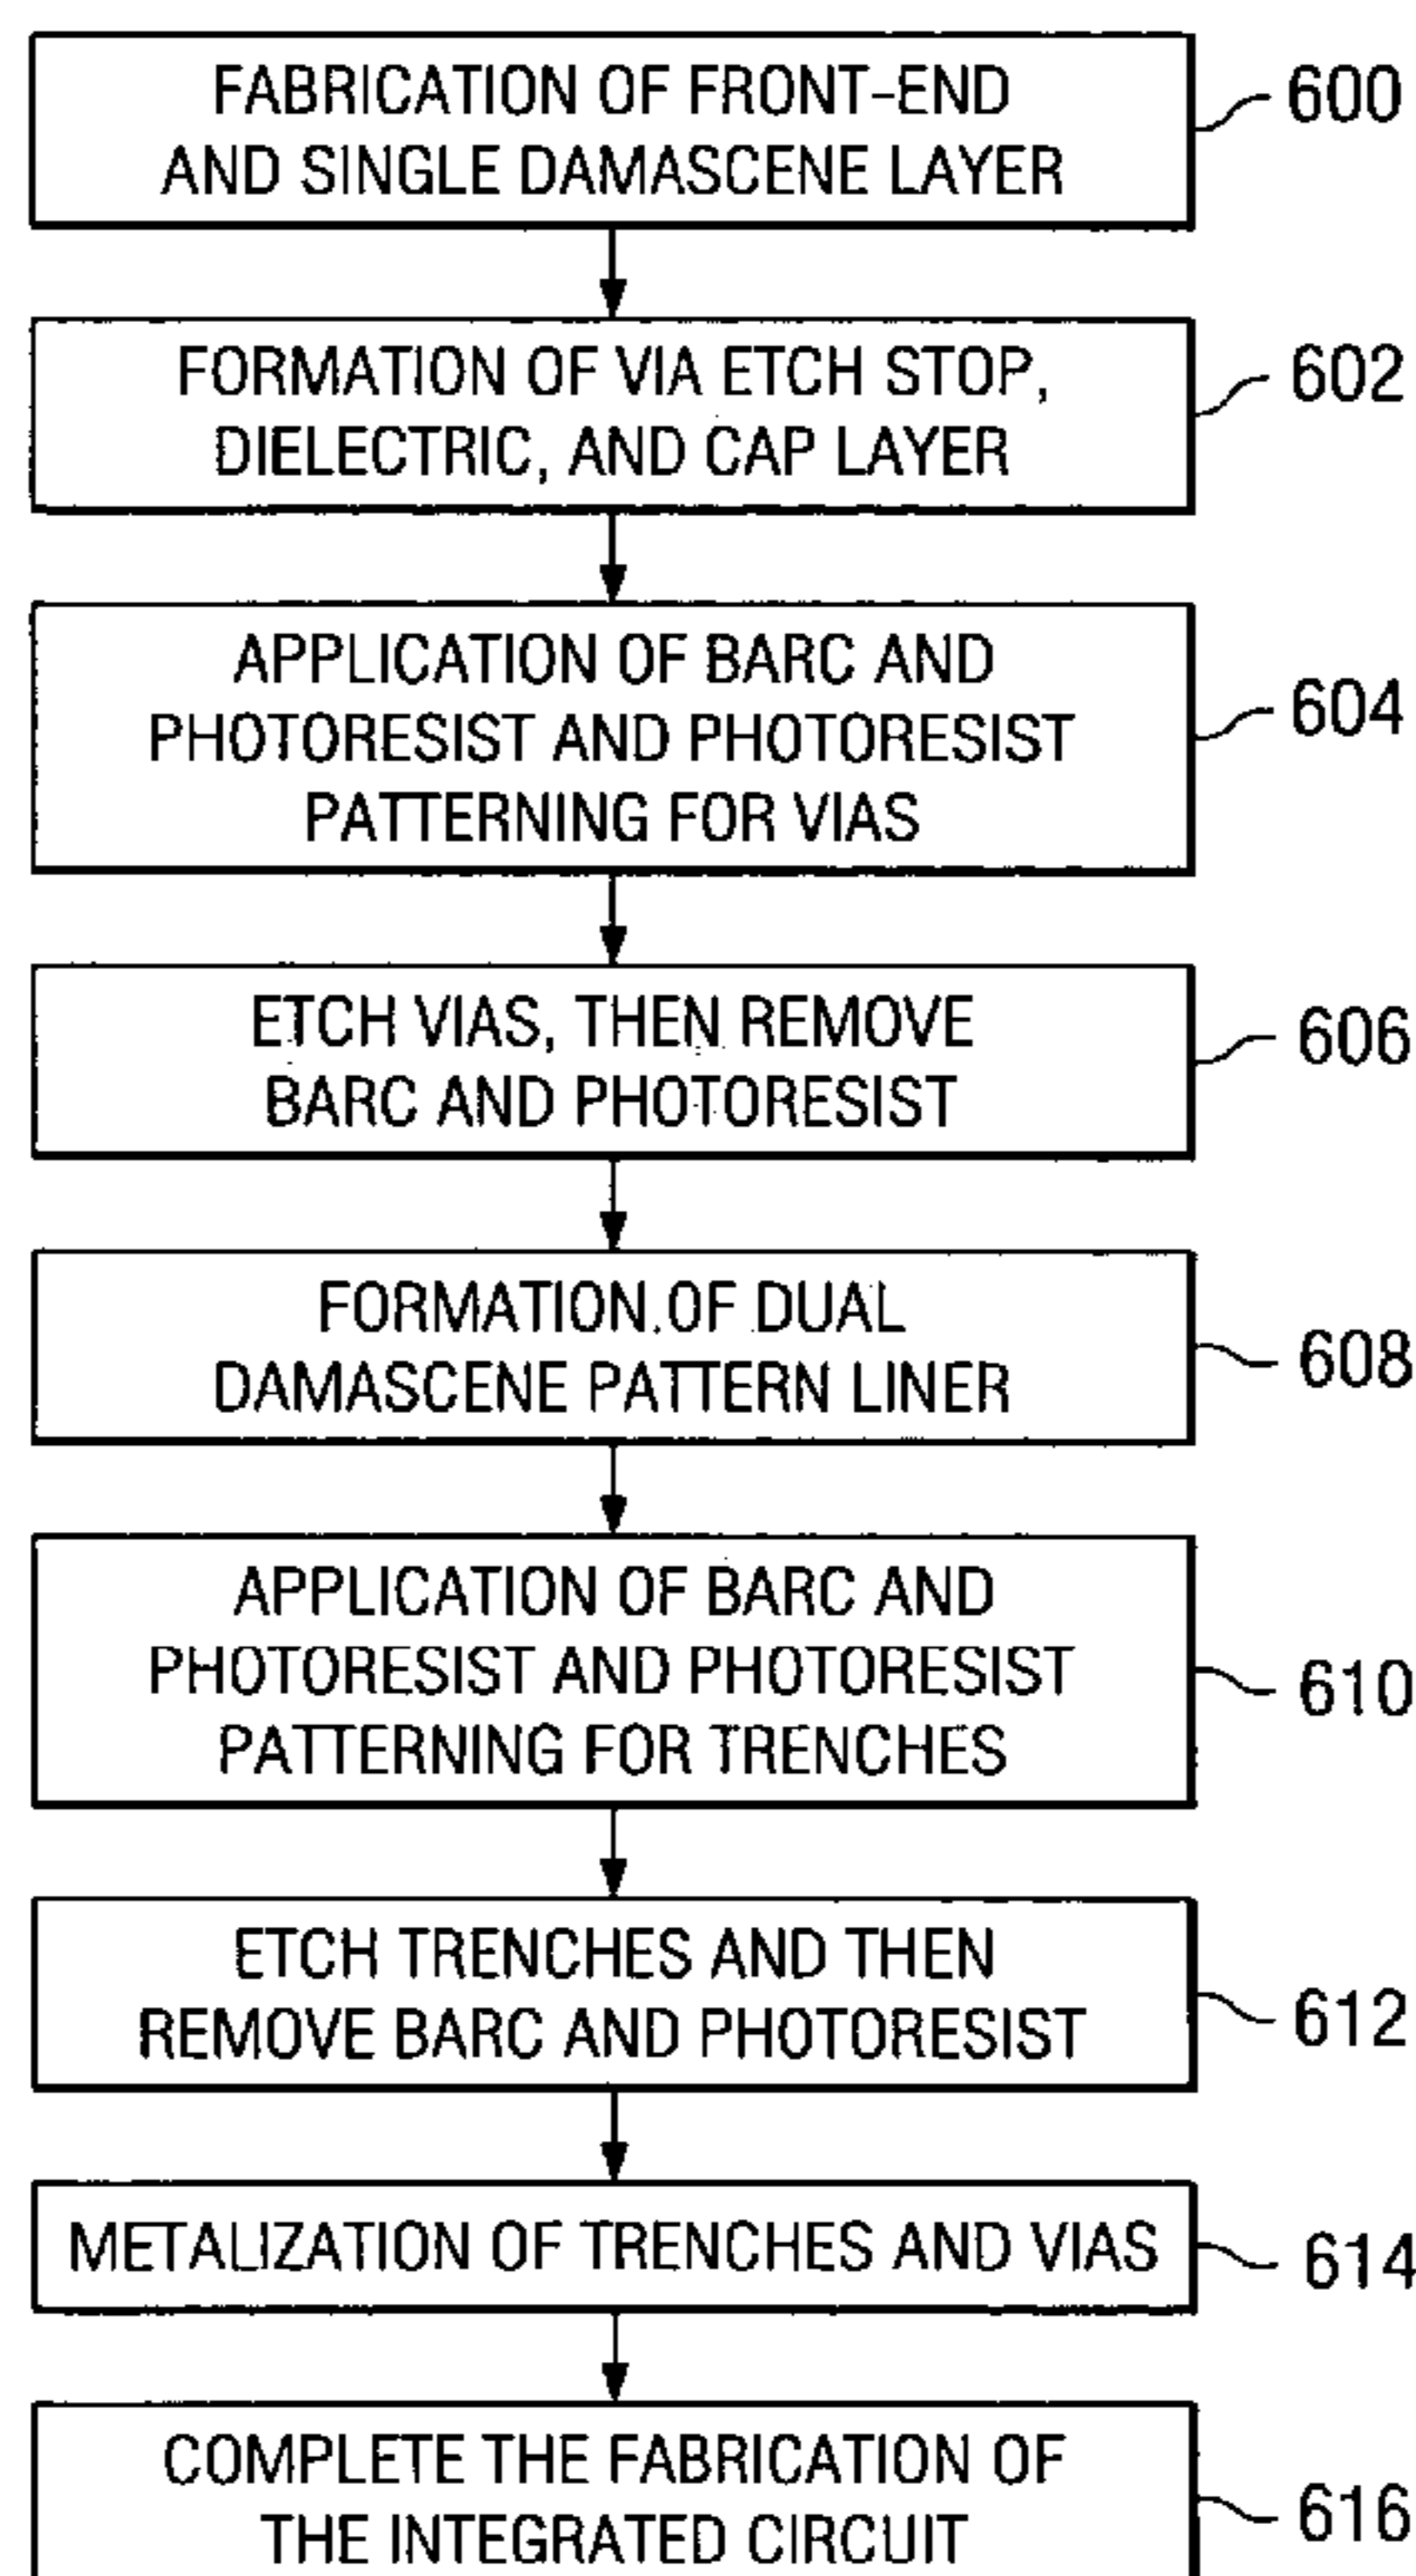 FABRICATION OF FRONT-END
AND SINGLE DAMASCENE LAYER
600
FORMATION OF VIA ETCH STOP,
DIELECTRIC, AND CAP LAYER
602
APPLICATION OF BARC AND
PHOTORESIST AND PHOTORESIST
PATTERNING FOR VIAS
604
ETCH VIAS, THEN REMOVE
BARC AND PHOTORESIST
606
FORMATION OF DUAL
DAMASCENE PATTERN LINER
608
APPLICATION OF BARC AND
PHOTORESIST AND PHOTORESIST
PATTERNING FOR TRENCHES
610
ETCH TRENCHES AND THEN
REMOVE BARC AND PHOTORESIST
612
METALIZATION OF TRENCHES AND VIAS
614
COMPLETE THE FABRICATION OF
THE INTEGRATED CIRCUIT
616